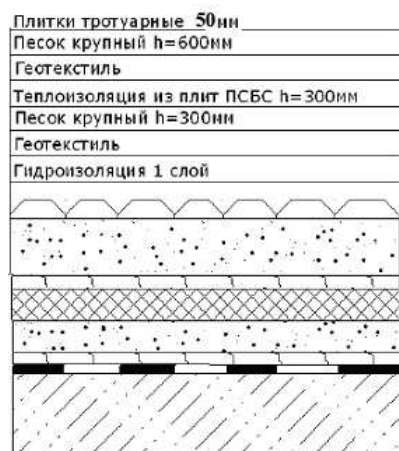 Плитки тротуарные 50мм
Песок крупный h=600мм
Геотекстиль
Теплоизоляция из плит ПСБС h=300мм
Песок крупный h=300мм
Геотекстиль
Гидроизоляция 1 слой